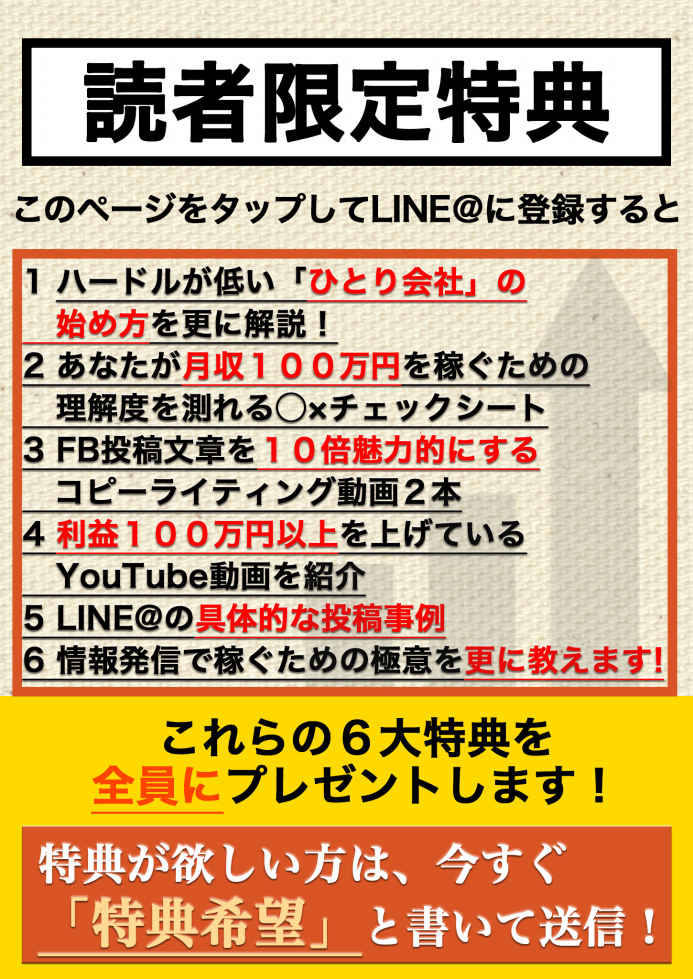 読者限定特典
このページをタップしてLINE@に登録すると
1 ハードルが低い「ひとり会社」の
始め方を更に解説！
2 あなたが月収１００万円を稼ぐための
理解度を測れる○×チェックシート
3 FB投稿文章を１０倍魅力的にする
コピーライティング動画２本
4 利益１００万円以上を上げている
YouTube動画を紹介
5 LINE@の具体的な投稿事例
6 情報発信で稼ぐための極意を更に教えます!
これらの６大特典を
全員にプレゼントします！
特典が欲しい方は、今すぐ
「特典希望」と書いて送信！